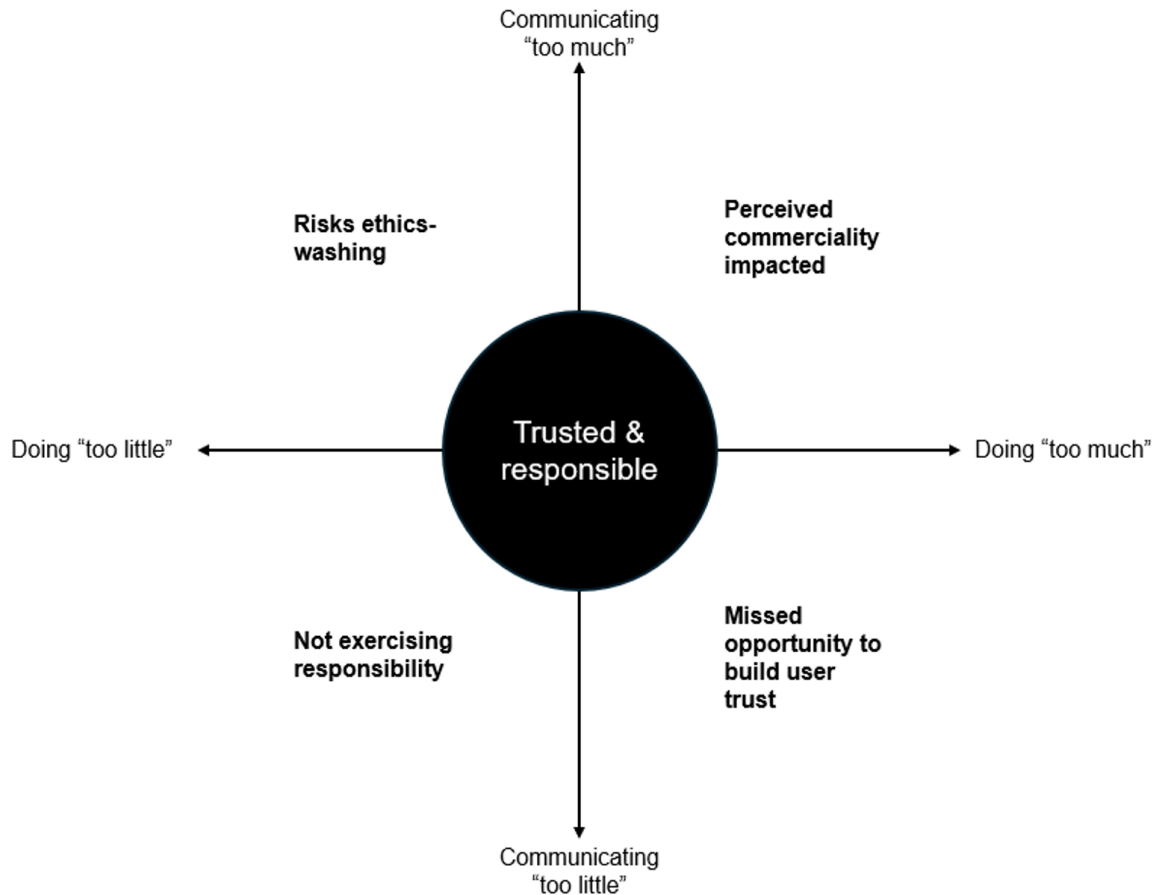 Communicating
“too much”
Risks ethics-
washing
Perceived
commerciality
impacted
Doing “too little”
Trusted &
responsible
Doing “too much”
Not exercising
responsibility
Missed
opportunity to
build user
trust
Communicating
“too little”